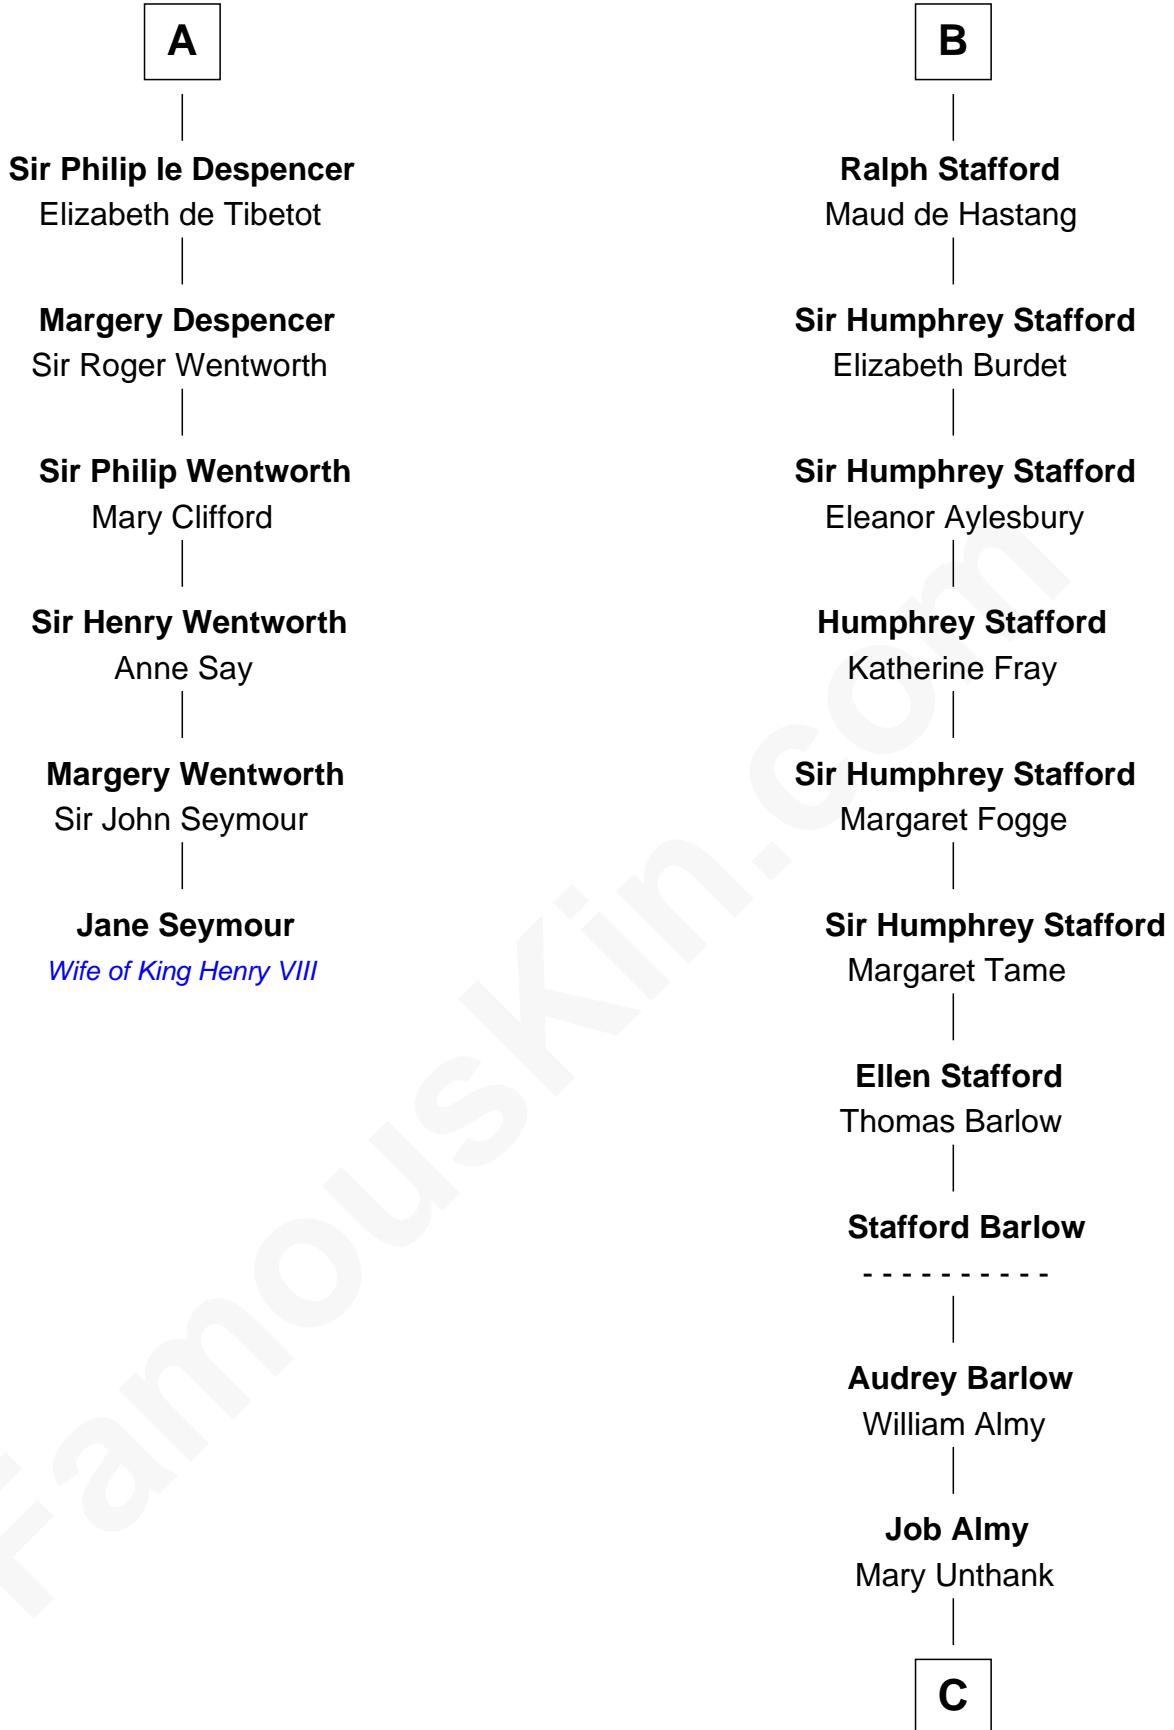 A
Sir Philip le Despencer
Elizabeth de Tibetot
Margery Despencer
Sir Roger Wentworth
Sir Philip Wentworth
Mary Clifford
Sir Henry Wentworth
Anne Say
Margery Wentworth
Sir John Seymour
Jane Seymour
Wife of King Henry VIII
B
Ralph Stafford
Maud de Hastang
Sir Humphrey Stafford
Elizabeth Burdet
Sir Humphrey Stafford
Eleanor Aylesbury
Humphrey Stafford
Katherine Fray
Sir Humphrey Stafford
Margaret Fogge
Sir Humphrey Stafford
Margaret Tame
Ellen Stafford
Thomas Barlow
Stafford Barlow
- - - - - - - - - -
Audrey Barlow
William Almy
Job Almy
Mary Unthank
C
FamousKin.com